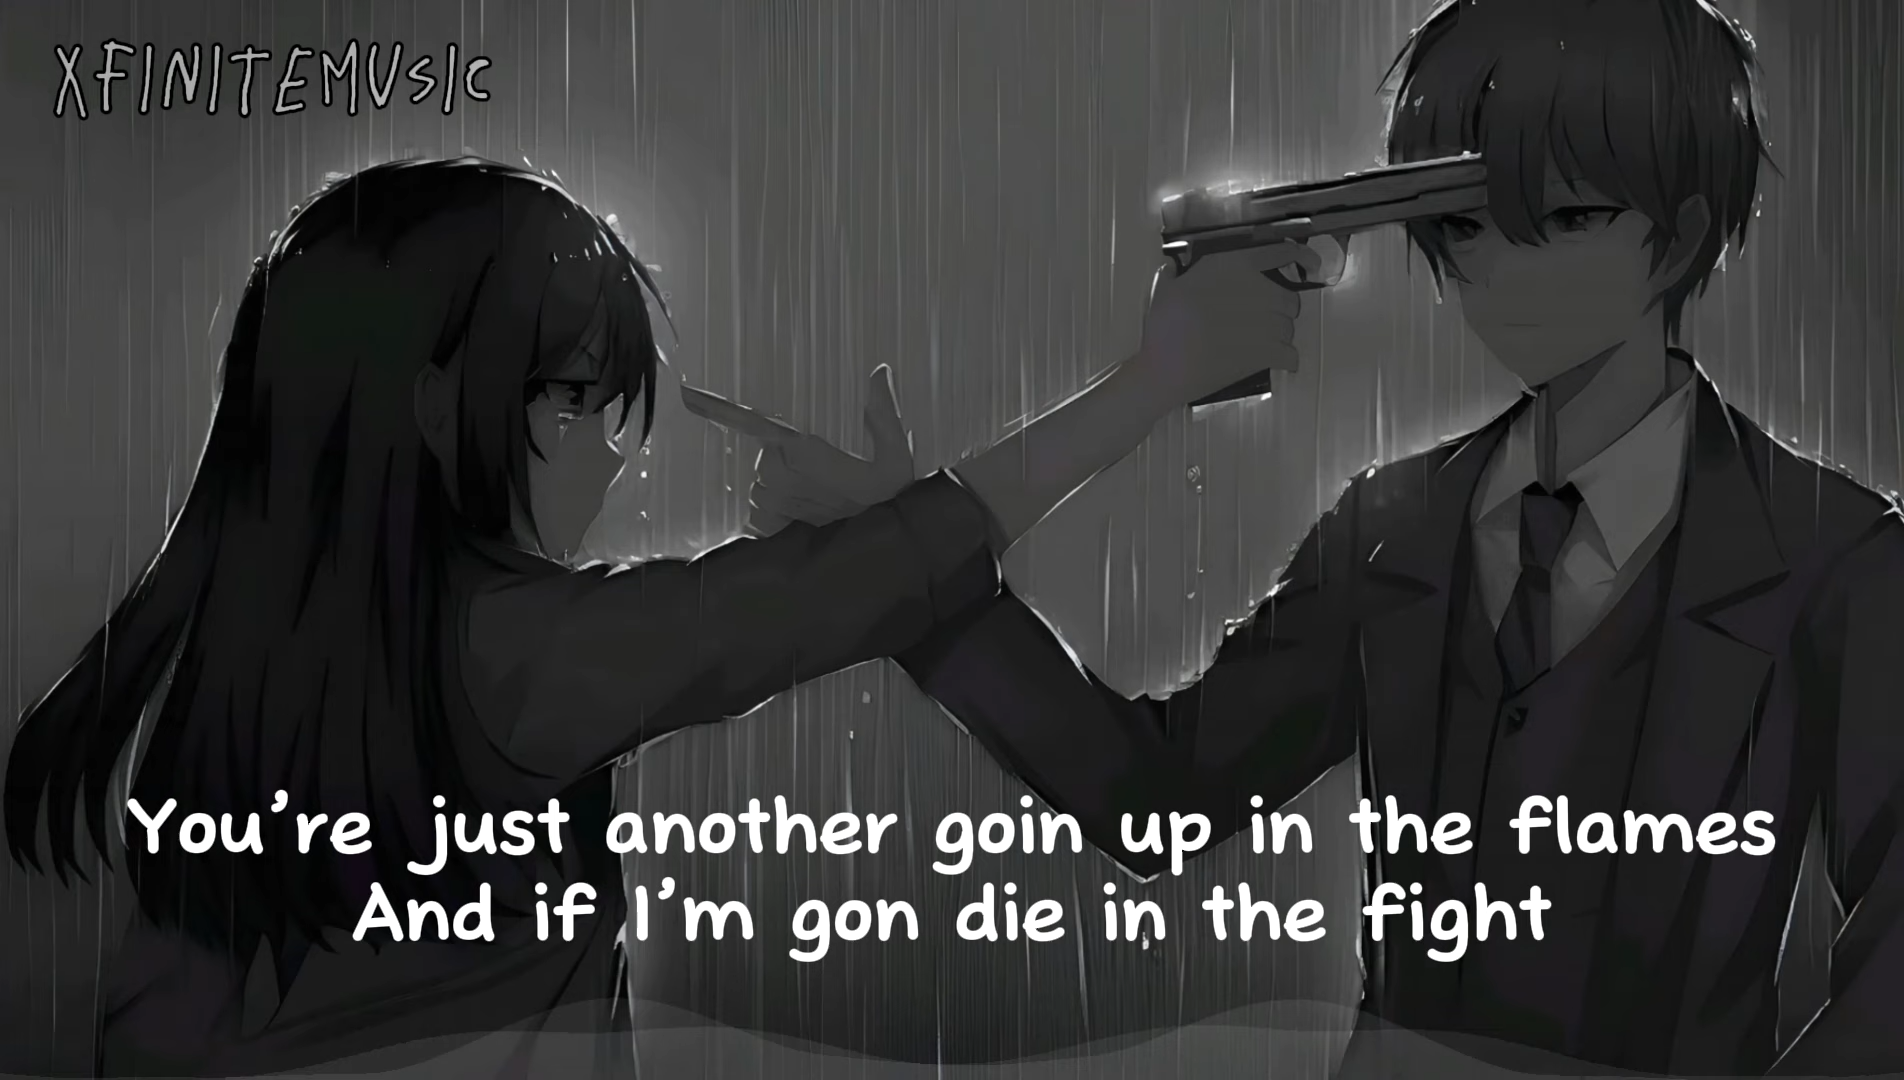 XFINITEMUSIC
You're just another goin up in the flames
And if I'm gon die in the fight